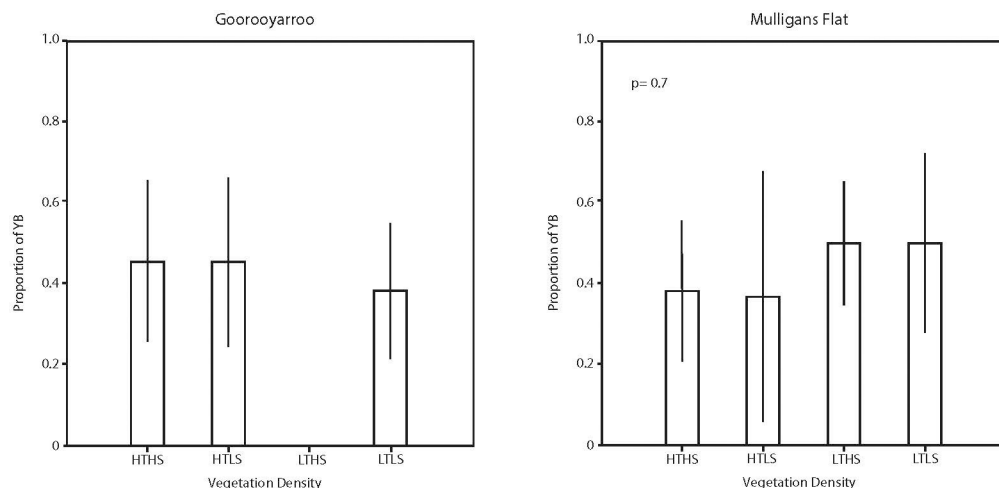 Goorooyarroo
1.0
0.8
0.6
0.4
0.2
0
Proportion of YB
HTHS HTLS LTHS LTLS
Vegetation Density
Mulligans Flat
p= 0.7
1.0
0.8
0.6
0.4
0.2
0
Proportion of YB
HTHS HTLS LTHS LTLS
Vegetation Density